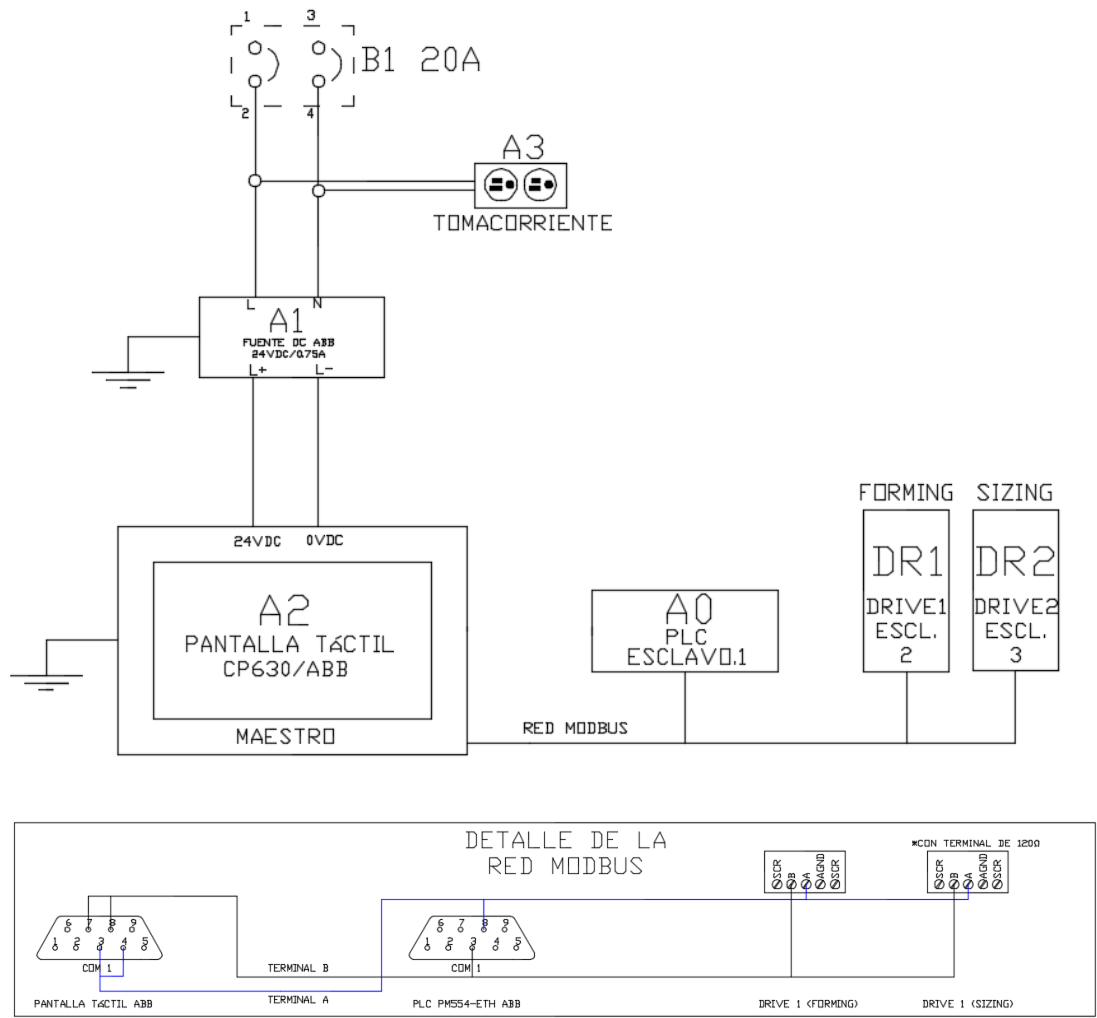 1 3
B1 20A
2 4
A3
TOMACORRIENTE
L N
A1
FUENTE DC ABB
24VDC/0.75A
L+ L-
24VDC 0VDC
A2
PANTALLA TáCTIL
CP630/ABB
MAESTRO
RED MODBUS
A0
PLC
ESCLAVO.1
FORMING
DR1
DRIVE1
ESCL.
2
SIZING
DR2
DRIVE2
ESCL.
3
DETALLE DE LA
RED MODBUS
*CON TERMINAL DE 120Ω
SCR B A AGND SCR
SCR B A AGND SCR
6 7 8 9
1 2 3 4 5
COM 1
PANTALLA TáCTIL ABB
TERMINAL B
TERMINAL A
6 7 8 9
1 2 3 4 5
COM 1
PLC PM554-ETH ABB
DRIVE 1 (FORMING)
DRIVE 1 (SIZING)